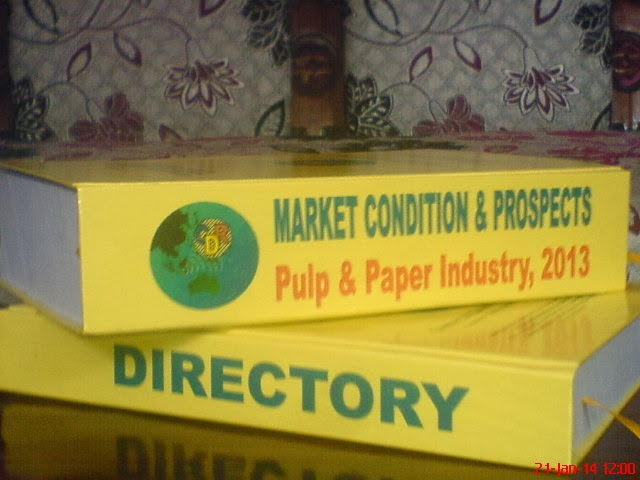 MARKET CONDITION & PROSPECTS
Pulp & Paper Industry, 2013
D
DIRECTORY
21-Jan-14 12:00